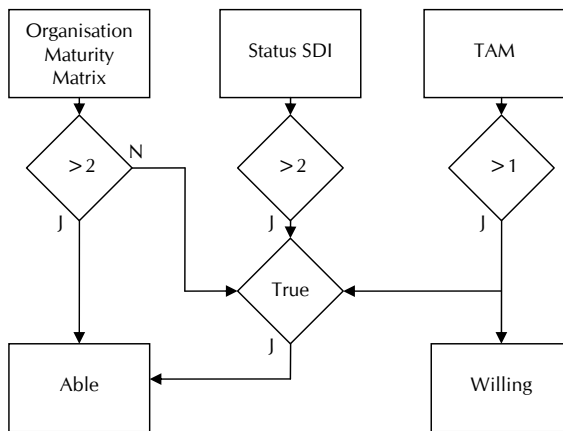 Organisation
Maturity
Matrix
Status SDI
TAM
>2
N
>2
>1
J
J
J
True
J
Able
Willing